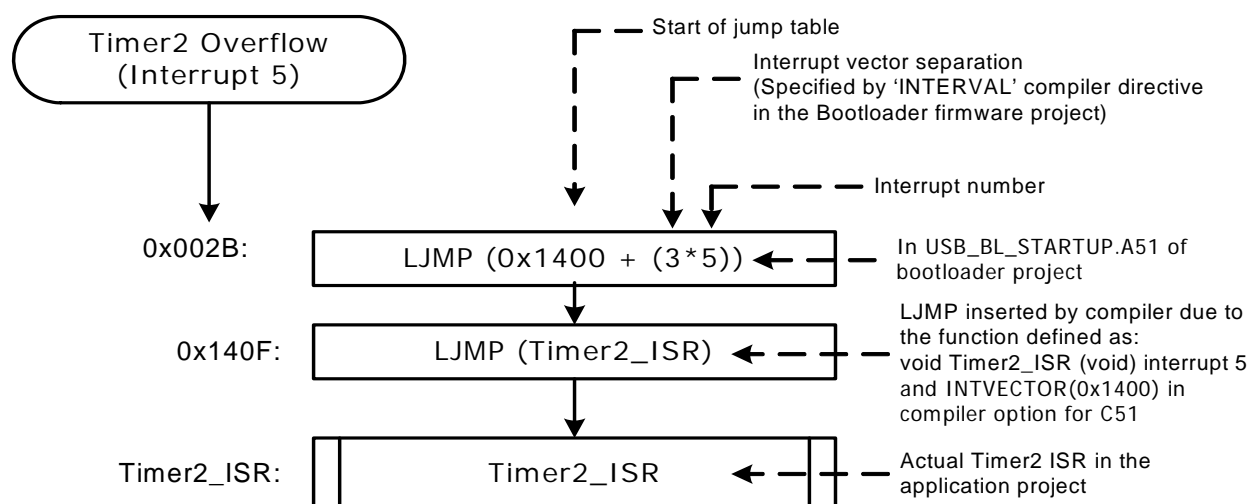 Timer2 Overflow
(Interrupt 5)
Start of jump table
Interrupt vector separation
(Specified by ‘INTERVAL’ compiler directive
in the Bootloader firmware project)
Interrupt number
0x002B:
LJMP (0x1400 + (3*5))
In USB_BL_STARTUP.A51 of
bootloader project
0x140F:
LJMP (Timer2_ISR)
LJMP inserted by compiler due to
the function defined as:
void Timer2_ISR (void) interrupt 5
and INTVECTOR(0x1400) in
compiler option for C51
Timer2_ISR:
Timer2_ISR
Actual Timer2 ISR in the
application project